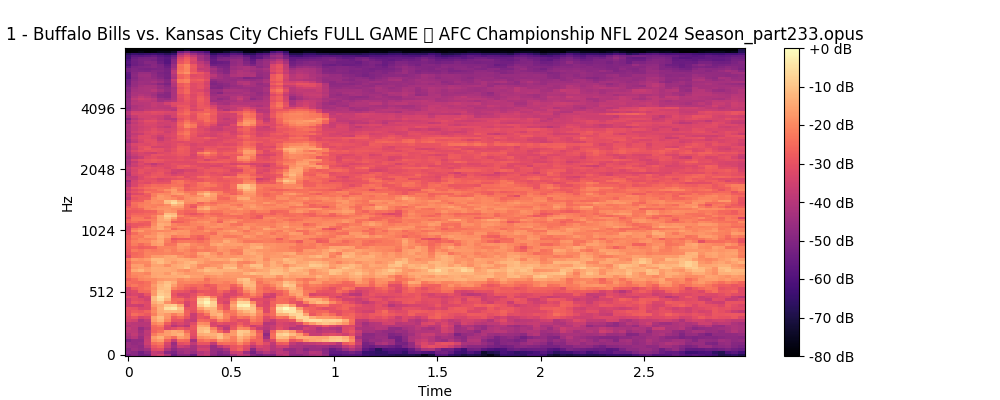 1 - Buffalo Bills vs. Kansas City Chiefs FULL GAME ▯ AFC Championship NFL 2024 Season_part233.opus
+0 dB
-10 dB
-20 dB
-30 dB
-40 dB
-50 dB
-60 dB
-70 dB
-80 dB
4096
2048
1024
512
0
Hz
0
0.5
1
1.5
2
2.5
Time